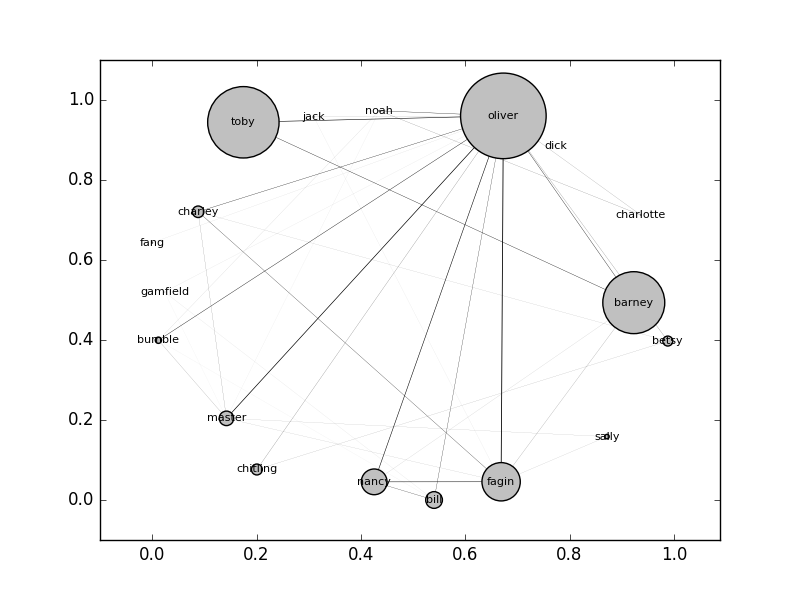 1.0
0.8
0.6
0.4
0.2
0.0
noah
jack
oliver
toby
dick
charley
charlotte
fang
gamfield
barney
bumble
betsy
master
sally
chitling
nancy
fagin
bill
0.0 0.2 0.4 0.6 0.8 1.0